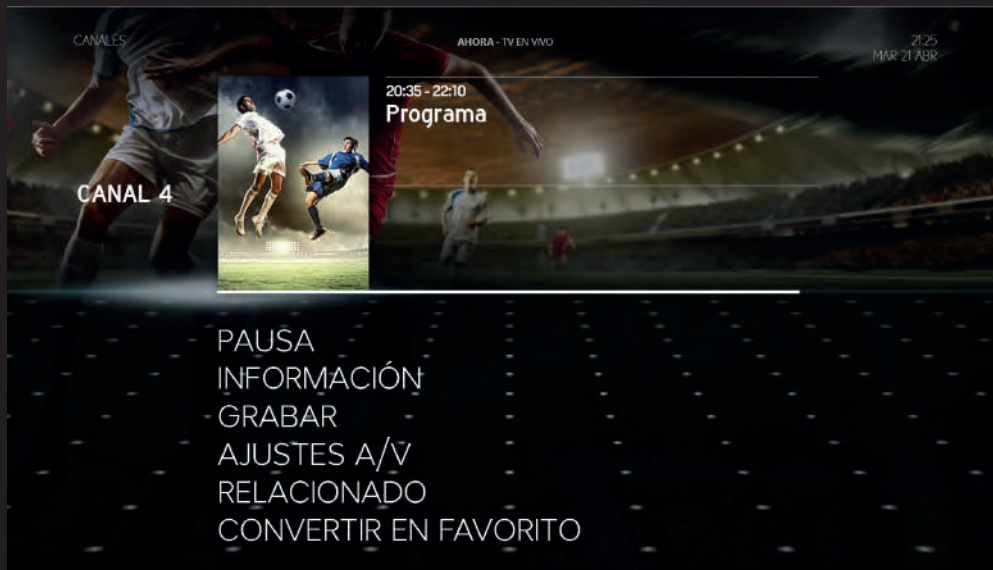 CANALES
AHORA - TV EN VIVO
21:25
MAR 21 ABR
20:35 - 22:10
Programa
CANAL 4
PAUSA
INFORMACIÓN
GRABAR
AJUSTES A/V
RELACIONADO
CONVERTIR EN FAVORITO